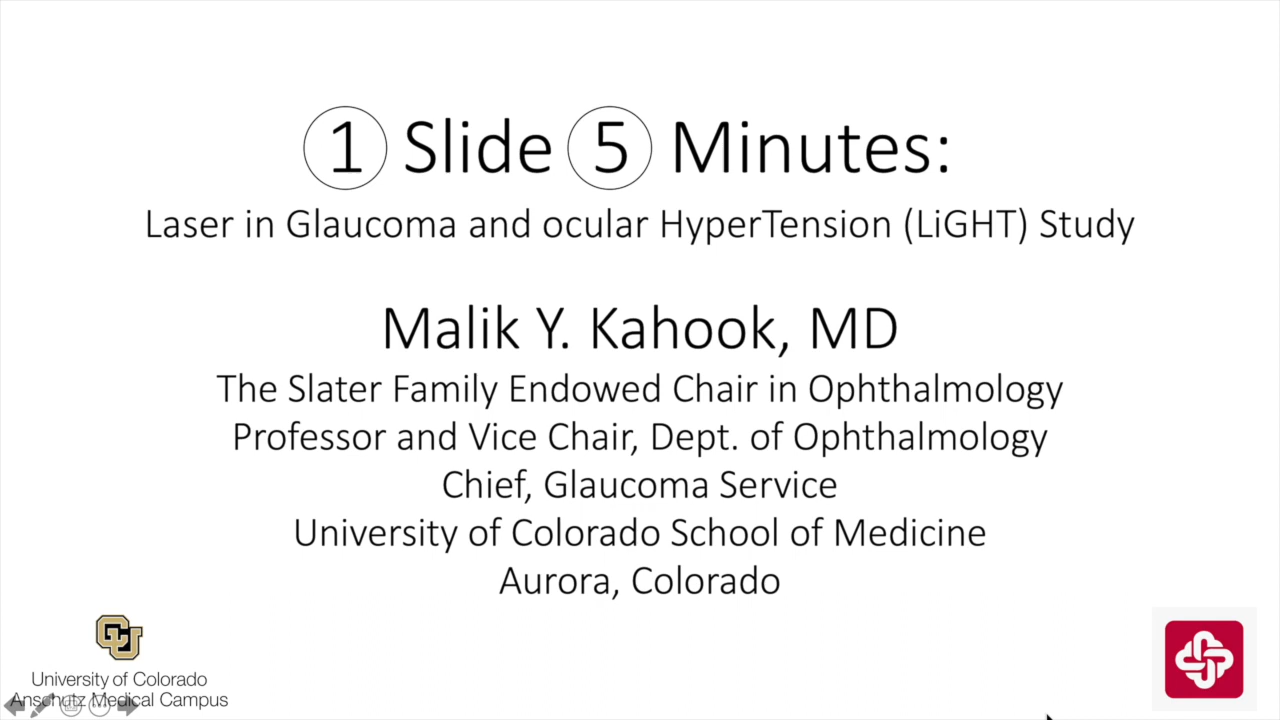 1 Slide 5 Minutes:
Laser in Glaucoma and ocular HyperTension (LiGHT) Study
Malik Y. Kahook, MD
The Slater Family Endowed Chair in Ophthalmology
Professor and Vice Chair, Dept. of Ophthalmology
Chief, Glaucoma Service
University of Colorado School of Medicine
Aurora, Colorado
CU
University of Colorado
Anschutz Medical Campus